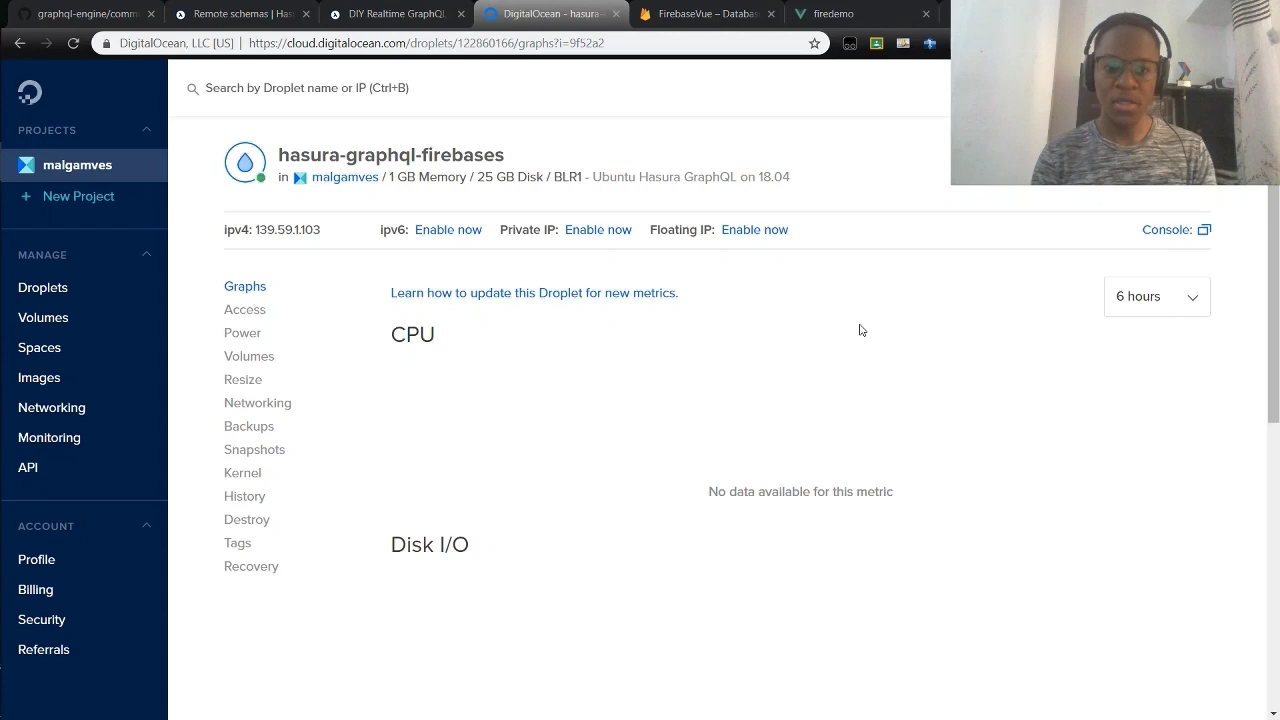 graphql-engine/comm
Remote schemas | Has
DIY Realtime GraphQL
DigitalOcean - hasura-
FirebaseVue – Databas
firedemo
DigitalOcean, LLC [US] | https://cloud.digitalocean.com/droplets/122860166/graphs?i=9f52a2
Search by Droplet name or IP (Ctrl+B)
PROJECTS
malgamves
+ New Project
MANAGE
Droplets
Volumes
Spaces
Images
Networking
Monitoring
API
ACCOUNT
Profile
Billing
Security
Referrals
hasura-graphql-firebases
in malgamves / 1 GB Memory / 25 GB Disk / BLR1 - Ubuntu Hasura GraphQL on 18.04
ipv4: 139.59.1.103 ipv6: Enable now Private IP: Enable now Floating IP: Enable now Console:
Graphs
Access
Power
Volumes
Resize
Networking
Backups
Snapshots
Kernel
History
Destroy
Tags
Recovery
Learn how to update this Droplet for new metrics.
6 hours
CPU
No data available for this metric
Disk I/O